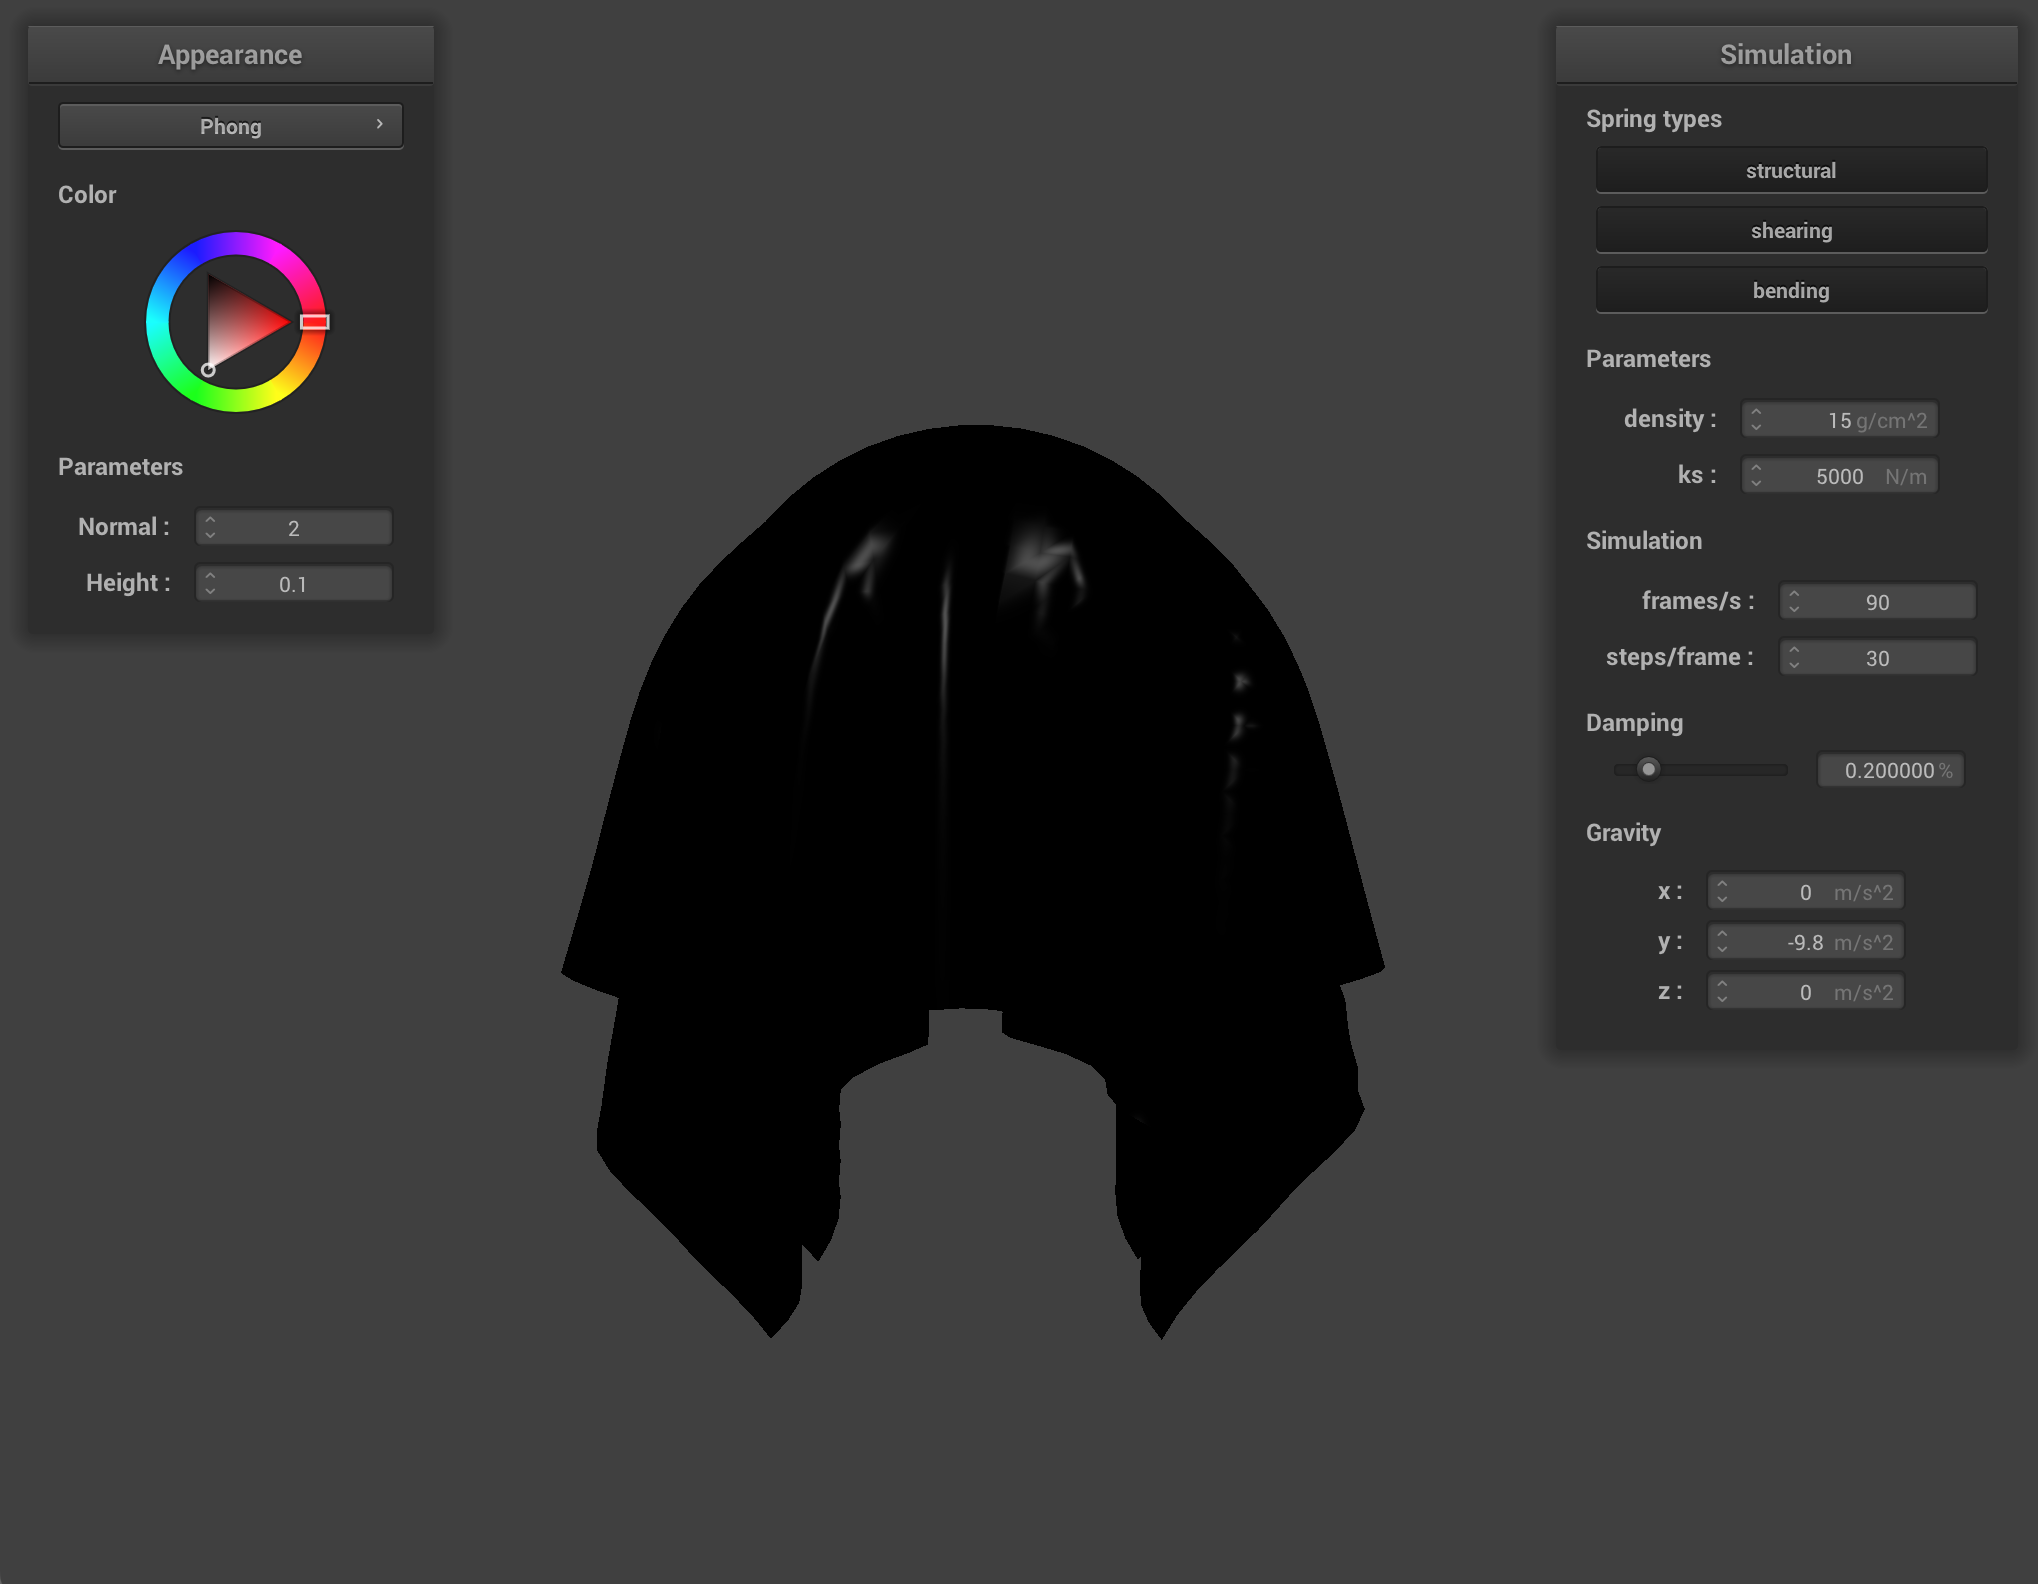 Appearance
Phong
Color
Parameters
Normal : 2
Height : 0.1
Simulation
Spring types
structural
shearing
bending
Parameters
density : 15 g/cm^2
ks : 5000 N/m
Simulation
frames/s : 90
steps/frame : 30
Damping
0.200000 %
Gravity
x : 0 m/s^2
y : -9.8 m/s^2
z : 0 m/s^2